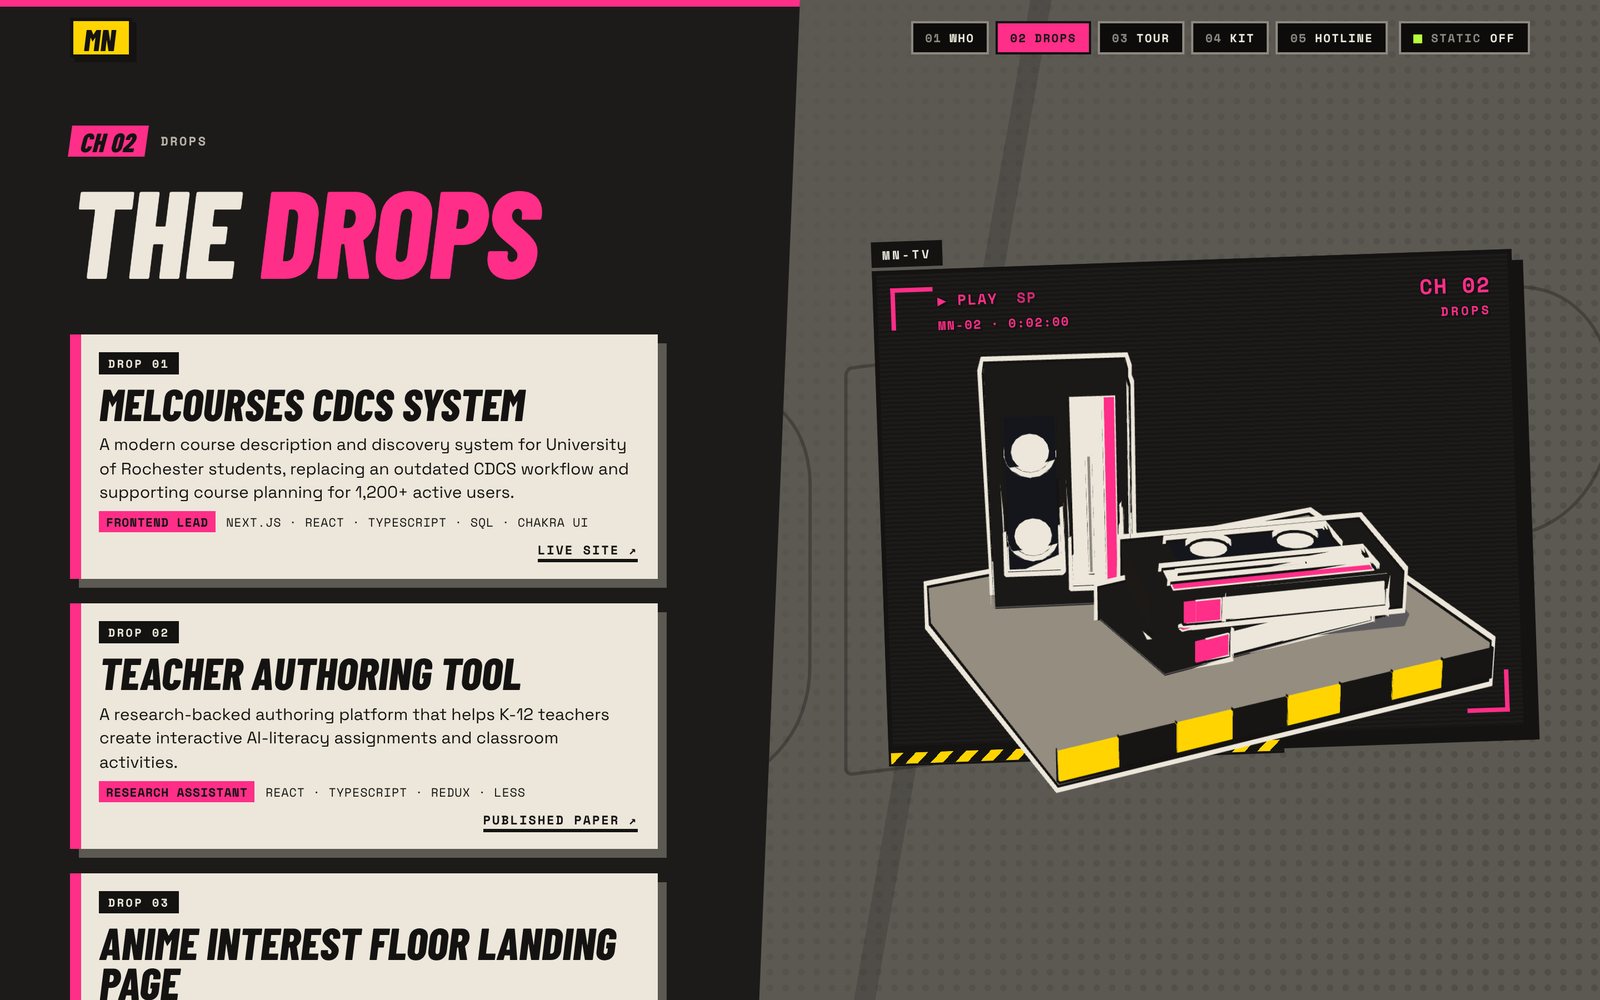 MN
01 WHO
02 DROPS
03 TOUR
04 KIT
05 HOTLINE
STATIC OFF
CH 02
DROPS
THE DROPS
DROP 01
MELCOURSES CDCS SYSTEM
A modern course description and discovery system for University
of Rochester students, replacing an outdated CDCS workflow and
supporting course planning for 1,200+ active users.
FRONTEND LEAD NEXT.JS · REACT · TYPESCRIPT · SQL · CHAKRA UI
LIVE SITE ↗
DROP 02
TEACHER AUTHORING TOOL
A research-backed authoring platform that helps K-12 teachers
create interactive AI-literacy assignments and classroom
activities.
RESEARCH ASSISTANT REACT · TYPESCRIPT · REDUX · LESS
PUBLISHED PAPER ↗
DROP 03
ANIME INTEREST FLOOR LANDING
PAGE
MN-TV
▶ PLAY SP
MN-02 · 0:02:00
CH 02
DROPS